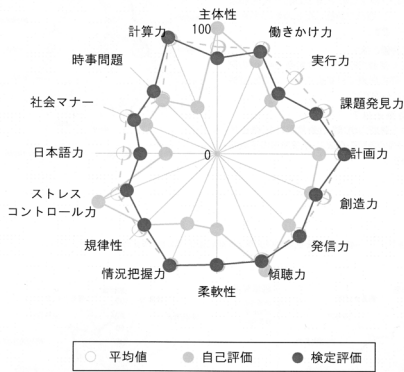 主体性
100
計算力
働きかけ力
時事問題
実行力
社会マナー
課題発見力
日本語力
0
計画力
ストレス
コントロール力
創造力
規律性
発信力
情況把握力
傾聴力
柔軟性
平均値 自己評価 検定評価